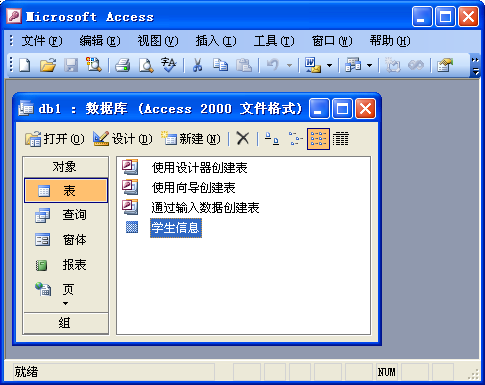 Microsoft Access
文件(F) 编辑(E) 视图(V) 插入(I) 工具(T) 窗口(W) 帮助(H)
db1 : 数据库 (Access 2000 文件格式)
打开(O) 设计(D) 新建(N)
对象
表
查询
窗体
报表
页
组
使用设计器创建表
使用向导创建表
通过输入数据创建表
学生信息
就绪
NUM